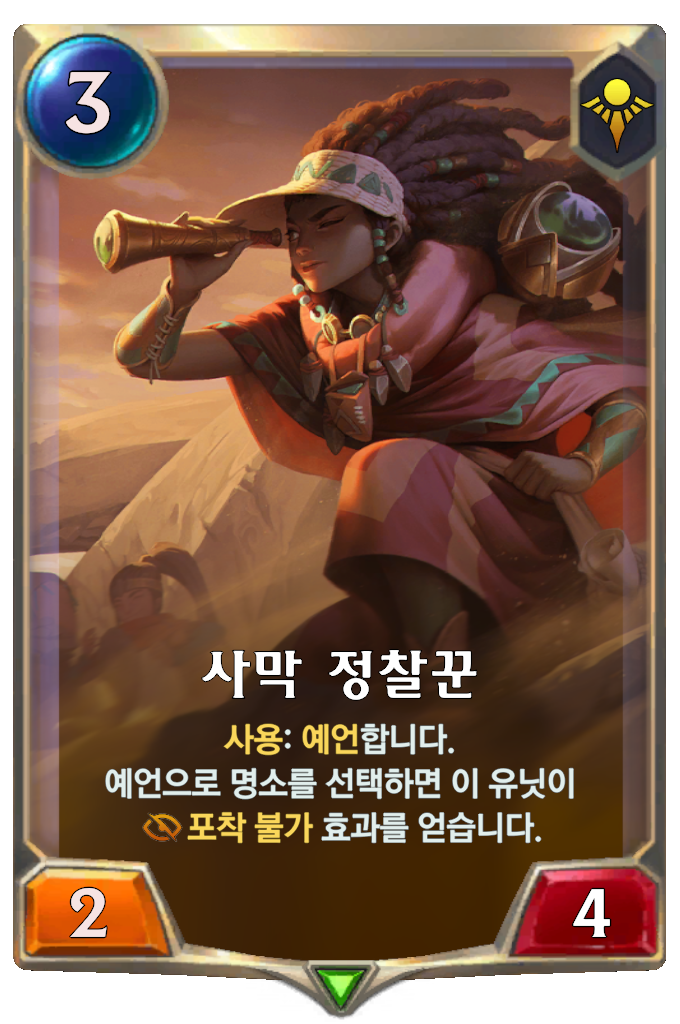 3
사막 정찰꾼
사용: 예언합니다.
예언으로 명소를 선택하면 이 유닛이
포착 불가 효과를 얻습니다.
2
4